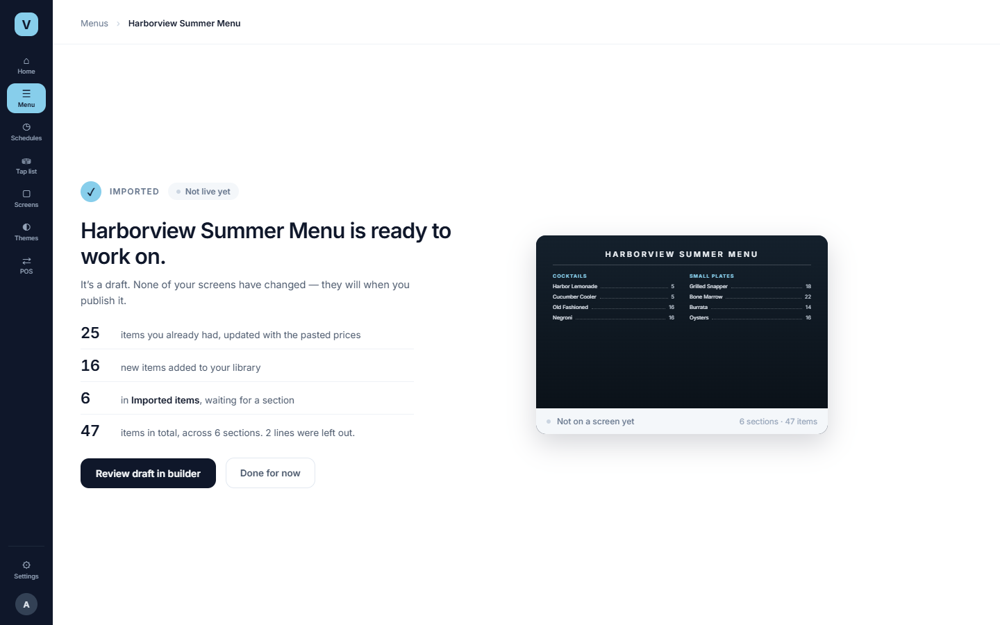 V
Home
Menu
Schedules
Tap list
Screens
Themes
POS
Settings
A
Menus › Harborview Summer Menu
✓ IMPORTED Not live yet
Harborview Summer Menu is ready to
work on.
It’s a draft. None of your screens have changed — they will when you
publish it.
25 items you already had, updated with the pasted prices
16 new items added to your library
6 in Imported items, waiting for a section
47 items in total, across 6 sections. 2 lines were left out.
Review draft in builder Done for now
HARBORVIEW SUMMER MENU
COCKTAILS
Harbor Lemonade 5
Cucumber Cooler 5
Old Fashioned 16
Negroni 16
SMALL PLATES
Grilled Snapper 18
Bone Marrow 22
Burrata 14
Oysters 16
Not on a screen yet 6 sections · 47 items